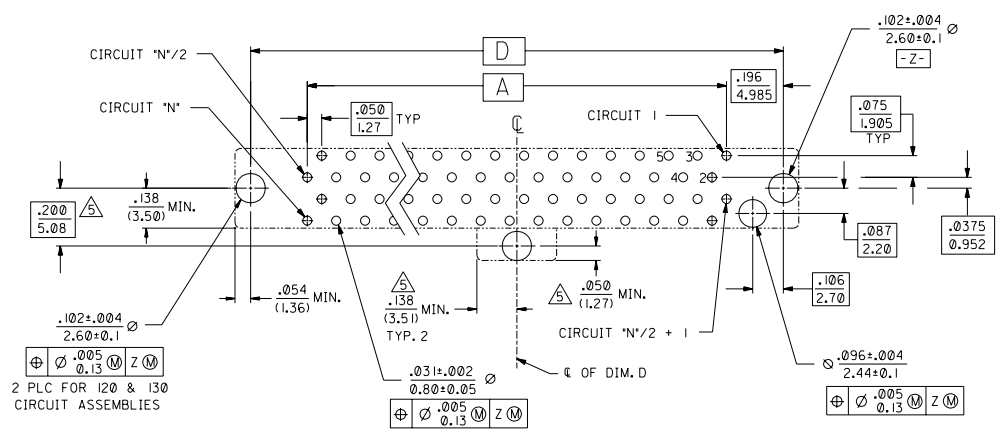 .102±.004
2.60±0.1 Ø
-Z-
CIRCUIT "N"/2
D
A
.196
4.985
CIRCUIT "N"
.050
1.27 TYP
℄
CIRCUIT 1
.075
1.905
TYP
5 3
4 2
.200
5.08
5
.138
(3.50) MIN.
.087
2.20
.0375
0.952
.054
(1.36) MIN.
5
.138
(3.51) MIN.
TYP. 2
5
.050
(1.27) MIN.
.106
2.70
CIRCUIT "N"/2 + 1
.102±.004
2.60±0.1 Ø
⌖ Ø .005
0.13 Ⓜ Z Ⓜ
2 PLC FOR 120 & 130
CIRCUIT ASSEMBLIES
.031±.002
0.80±0.05 Ø
⌖ Ø .005
0.13 Ⓜ Z Ⓜ
℄ OF DIM.D
Ø .096±.004
2.44±0.1
⌖ Ø .005
0.13 Ⓜ Z Ⓜ